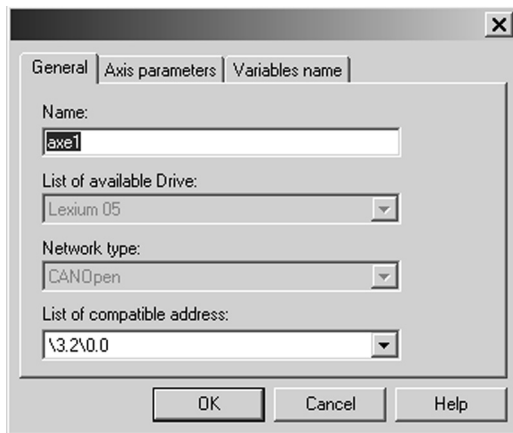 General Axis parameters Variables name
Name:
axe1
List of available Drive:
Lexium 05
Network type:
CANOpen
List of compatible address:
\3.2\0.0
OK Cancel Help